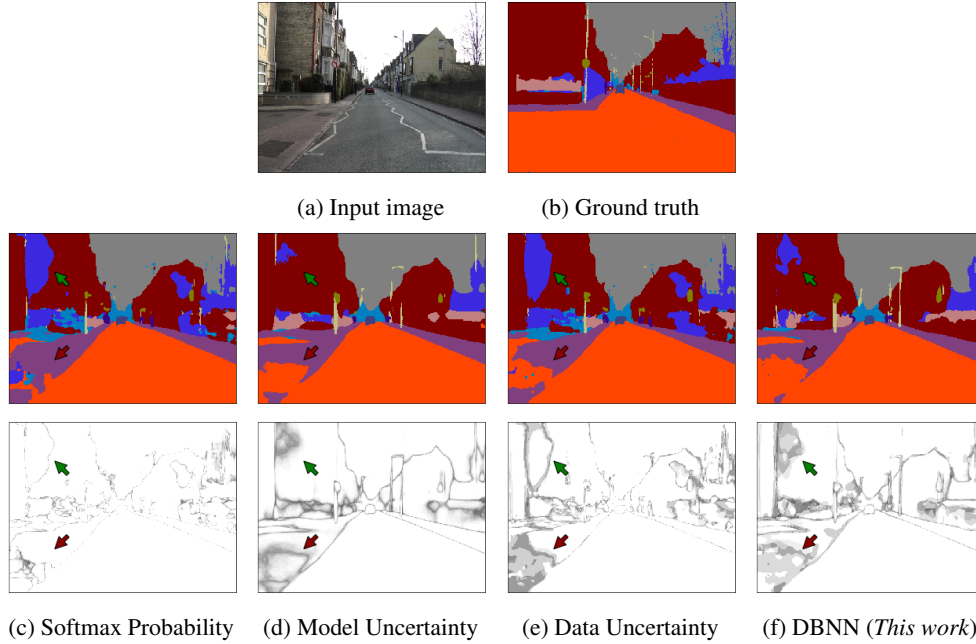 (a) Input image
(b) Ground truth
(c) Softmax Probability
(d) Model Uncertainty
(e) Data Uncertainty
(f) DBNN (This work)